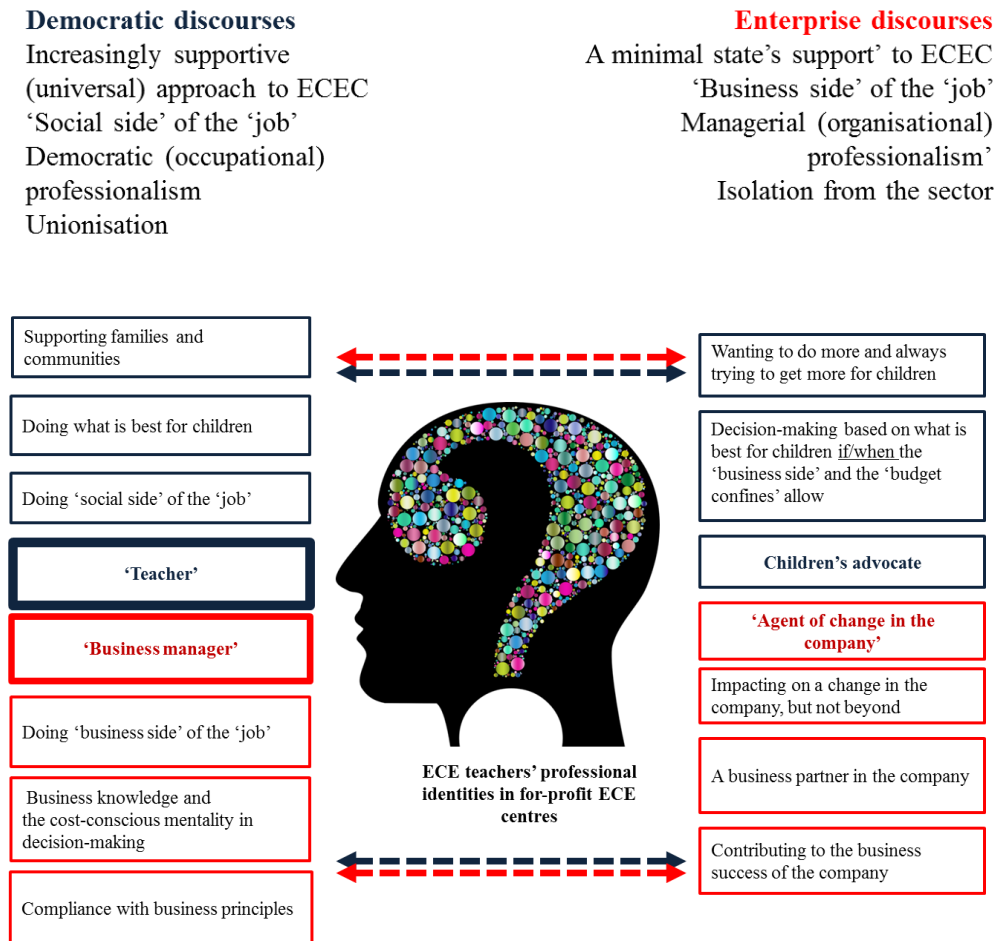 Democratic discourses
Increasingly supportive
(universal) approach to ECEC
‘Social side’ of the ‘job’
Democratic (occupational)
professionalism
Unionisation
Enterprise discourses
A minimal state’s support’ to ECEC
‘Business side’ of the ‘job’
Managerial (organisational)
professionalism’
Isolation from the sector
Supporting families and
communities
Doing what is best for children
Doing ‘social side’ of the ‘job’
‘Teacher’
‘Business manager’
Doing ‘business side’ of the ‘job’
Business knowledge and
the cost-conscious mentality in
decision-making
Compliance with business principles
ECE teachers’ professional
identities in for-profit ECE
centres
Wanting to do more and always
trying to get more for children
Decision-making based on what is
best for children if/when the
‘business side’ and the ‘budget
confines’ allow
Children’s advocate
‘Agent of change in the
company’
Impacting on a change in the
company, but not beyond
A business partner in the company
Contributing to the business
success of the company